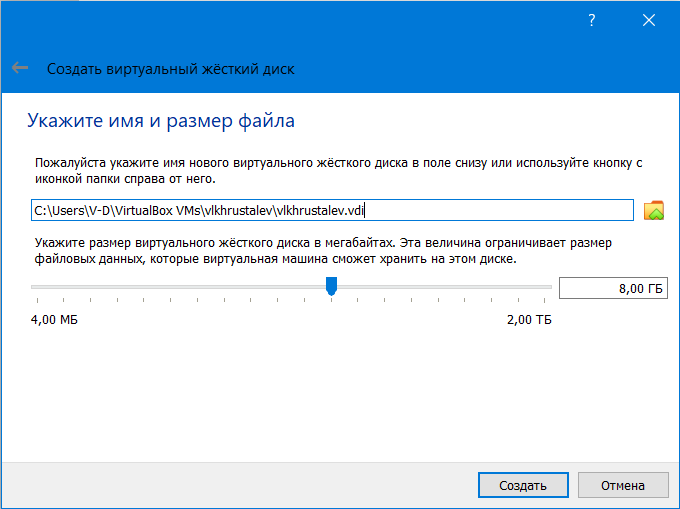 ?
Создать виртуальный жёсткий диск
Укажите имя и размер файла
Пожалуйста укажите имя нового виртуального жёсткого диска в поле снизу или используйте кнопку с
иконкой папки справа от него.
C:\Users\V-D\VirtualBox VMs\vlkhrustalev\vlkhrustalev.vdi
Укажите размер виртуального жёсткого диска в мегабайтах. Эта величина ограничивает размер
файловых данных, которые виртуальная машина сможет хранить на этом диске.
8,00 ГБ
4,00 МБ 2,00 ТБ
Создать Отмена